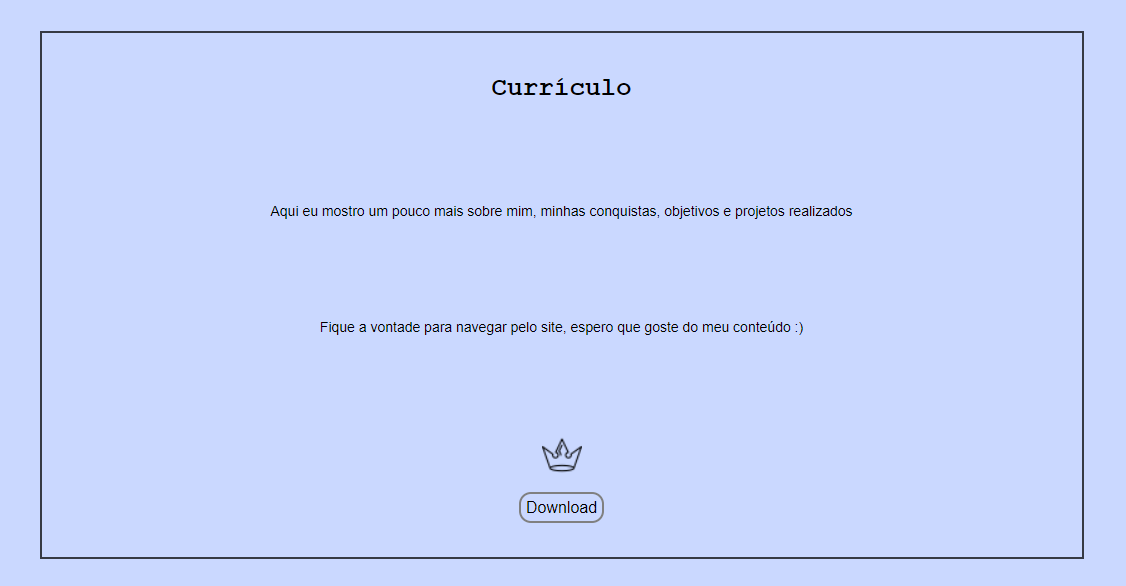 Currículo
Aqui eu mostro um pouco mais sobre mim, minhas conquistas, objetivos e projetos realizados
Fique a vontade para navegar pelo site, espero que goste do meu conteúdo :)
Download